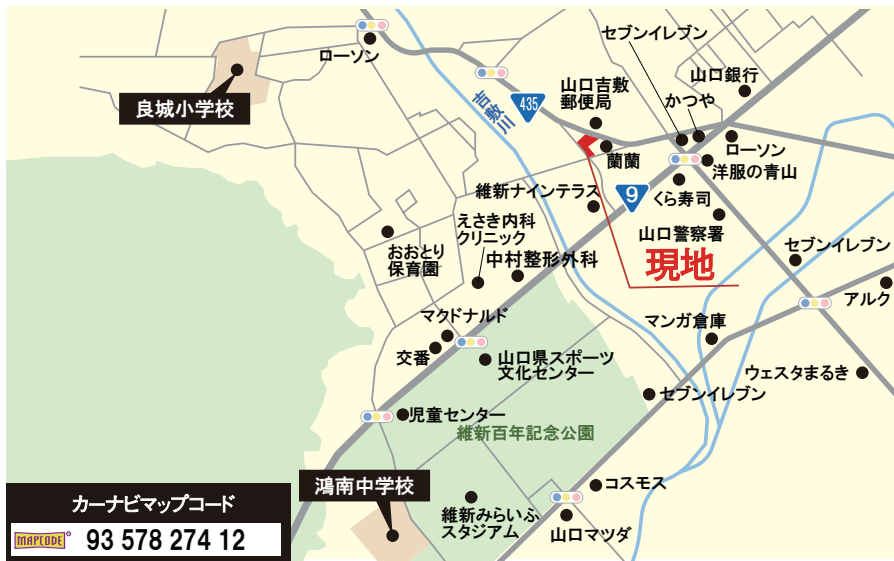 ローソン
良城小学校
吉敷川
435
山口吉敷
郵便局
セブンイレブン
山口銀行
かつや
蘭蘭
ローソン
洋服の青山
くら寿司
9
維新ナインテラス
山口警察署
現地
えさき内科
クリニック
おおとり
保育園
中村整形外科
セブンイレブン
アルク
マクドナルド
交番
山口県スポーツ
文化センター
マンガ倉庫
ウェスタまるき
セブンイレブン
児童センター
維新百年記念公園
鴻南中学校
コスモス
維新みらいふ
スタジアム
山口マツダ
カーナビマップコード
MAPCODE 93 578 274 12